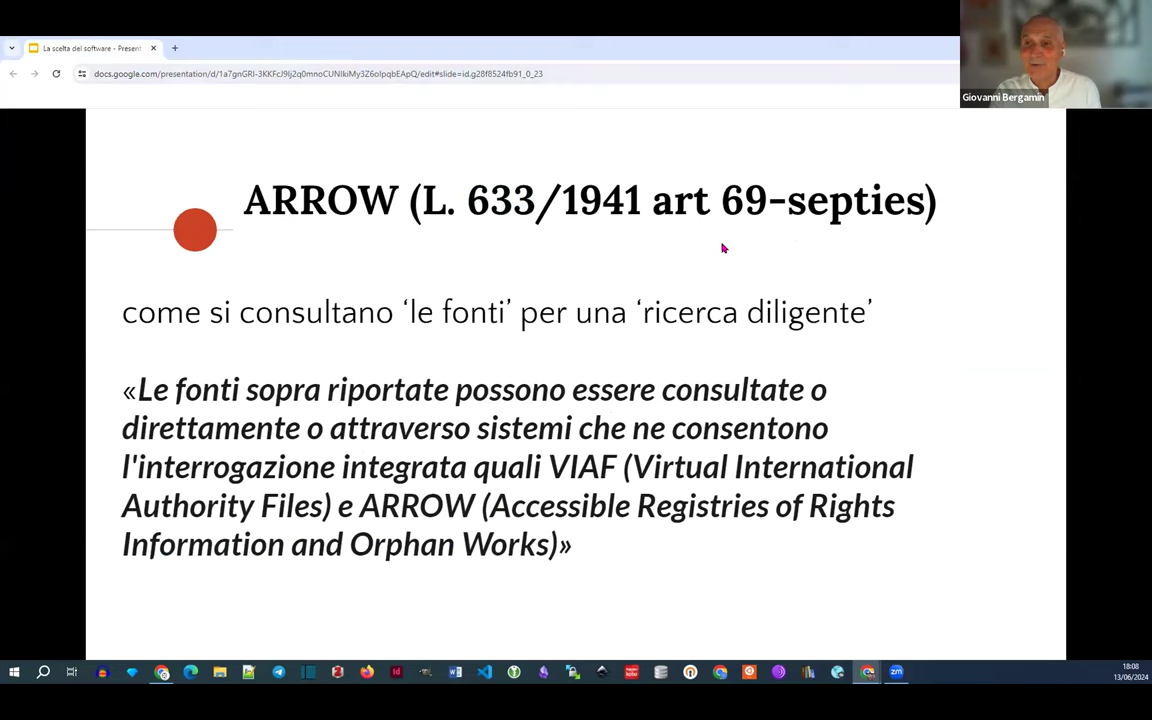 La scelta del software - Present
docs.google.com/presentation/d/1a7gnGRI-3KKFcJ9lj2q0mnoCUNIkiMy3Z6oIpqbEApQ/edit#slide=id.g28f8524fb91_0_23
Giovanni Bergamin
ARROW (L. 633/1941 art 69-septies)
come si consultano ‘le fonti’ per una ‘ricerca diligente’
«Le fonti sopra riportate possono essere consultate o
direttamente o attraverso sistemi che ne consentono
l'interrogazione integrata quali VIAF (Virtual International
Authority Files) e ARROW (Accessible Registries of Rights
Information and Orphan Works)»
18:08
13/06/2024